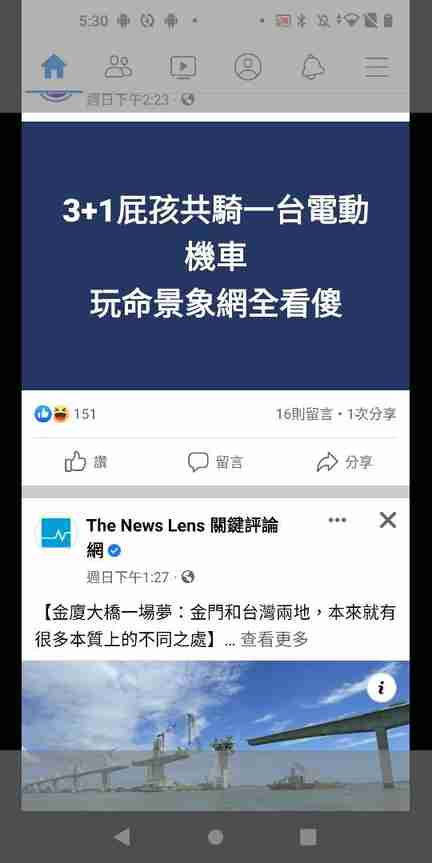 5:30
週日下午2:23 ·
3+1屁孩共騎一台電動
機車
玩命景象網全看傻
151
16則留言・1次分享
讚
留言
分享
The News Lens 關鍵評論
網
週日下午1:27 ·
【金廈大橋一場夢：金門和台灣兩地，本來就有
很多本質上的不同之處】... 查看更多
i